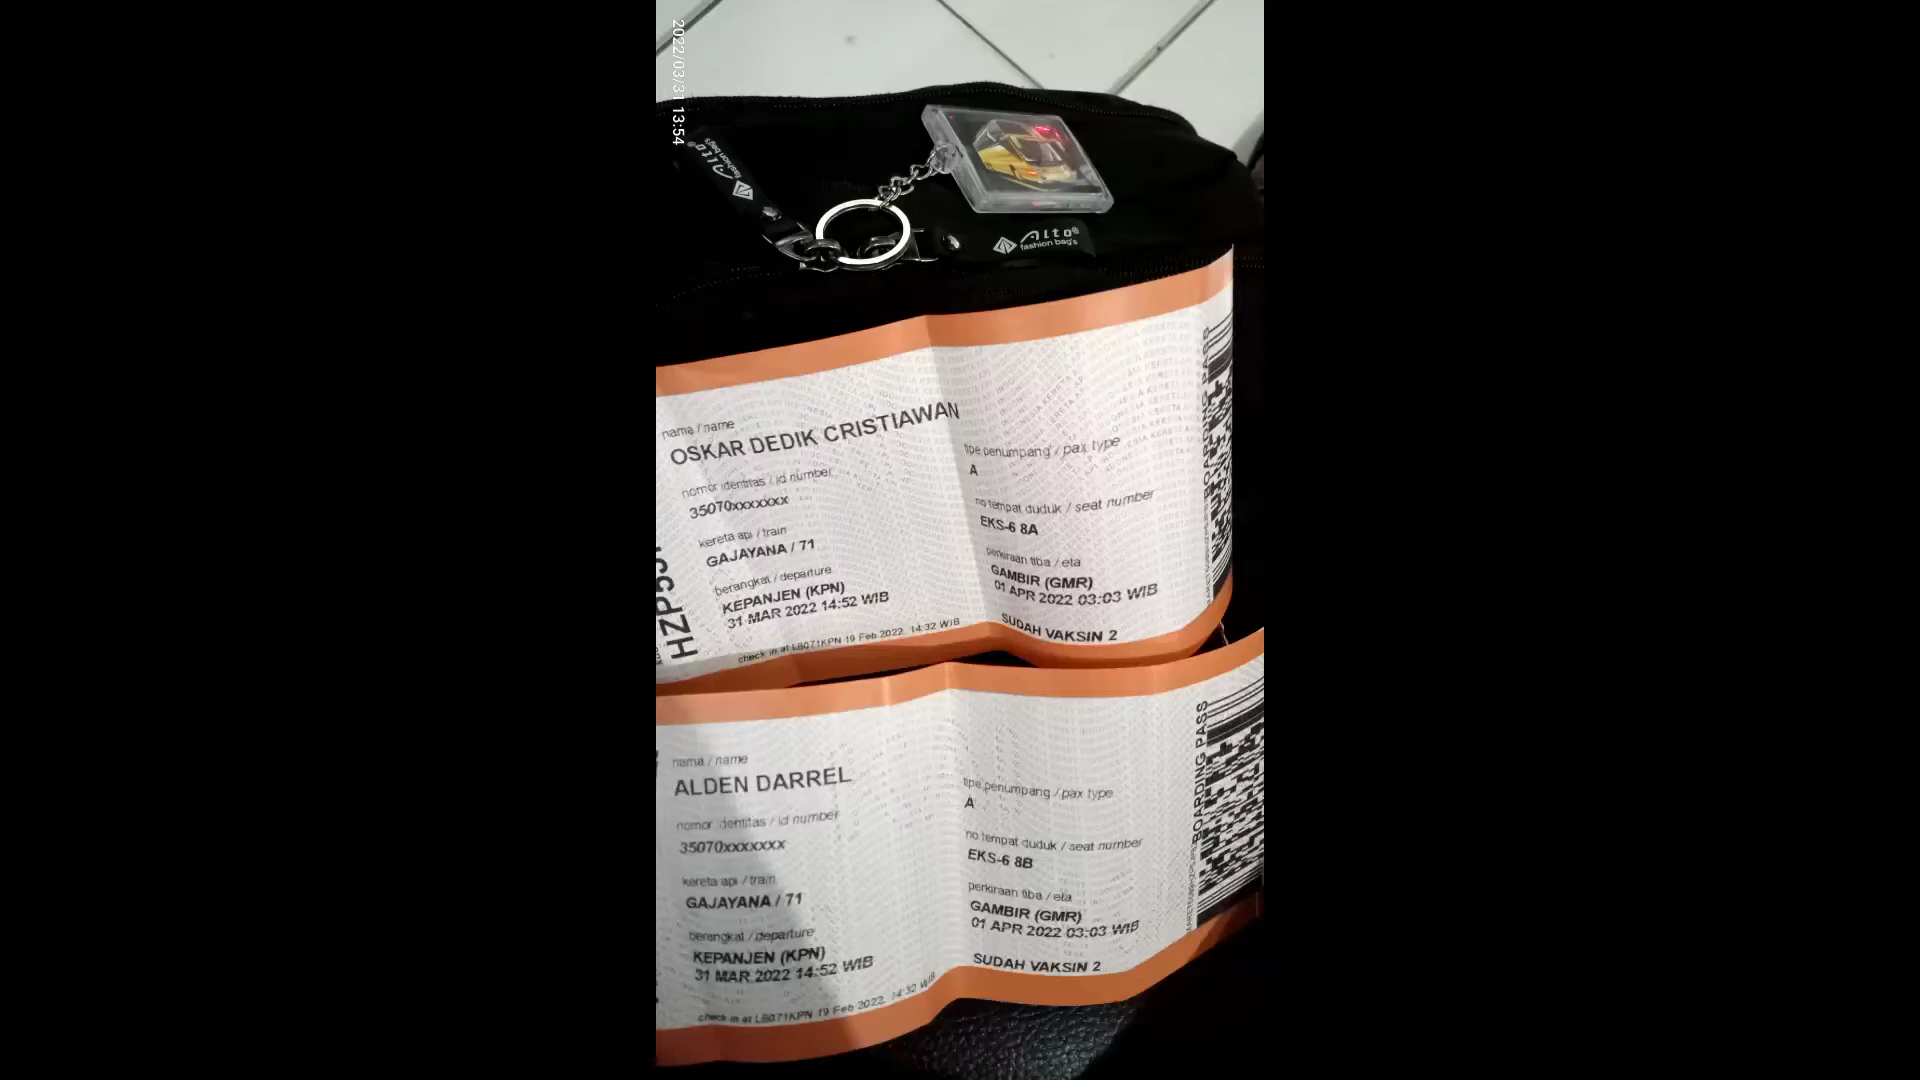 2022/03/31 13:54
Alto®
fashion bag's
Alto®
fashion bag's
nama / name
OSKAR DEDIK CRISTIAWAN
nomor identitas / id number
35070xxxxxxx
kereta api / train
GAJAYANA / 71
berangkat / departure
KEPANJEN (KPN)
31 MAR 2022 14:52 WIB
check in at LB071KPN 19 Feb 2022 14:32 WIB
tipe penumpang / pax type
A
no tempat duduk / seat number
EKS-6 8A
perkiraan tiba / eta
GAMBIR (GMR)
01 APR 2022 03:03 WIB
SUDAH VAKSIN 2
BOARDING PASS
nama / name
ALDEN DARREL
nomor identitas / id number
35070xxxxxxx
kereta api / train
GAJAYANA / 71
berangkat / departure
KEPANJEN (KPN)
31 MAR 2022 14:52 WIB
check in at LB071KPN 19 Feb 2022 14:32 WIB
tipe penumpang / pax type
A
no tempat duduk / seat number
EKS-6 8B
perkiraan tiba / eta
GAMBIR (GMR)
01 APR 2022 03:03 WIB
SUDAH VAKSIN 2
BOARDING PASS